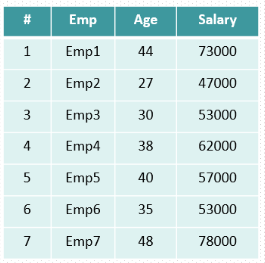 # Emp Age Salary
1 Emp1 44 73000
2 Emp2 27 47000
3 Emp3 30 53000
4 Emp4 38 62000
5 Emp5 40 57000
6 Emp6 35 53000
7 Emp7 48 78000